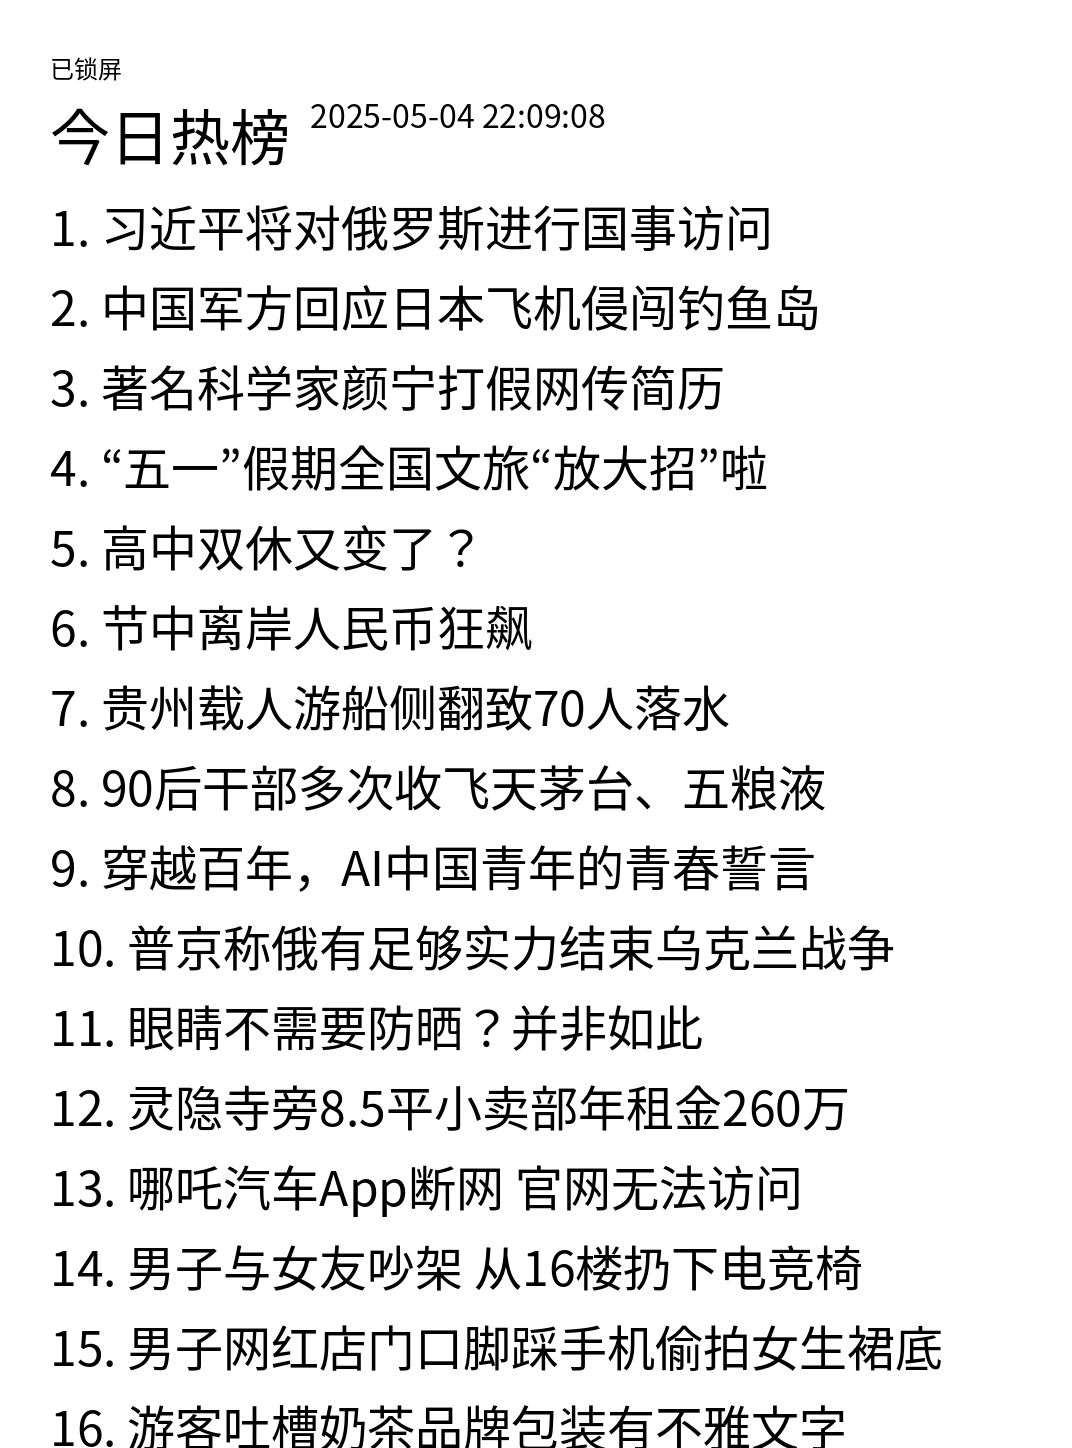 已锁屏
今日热榜 2025-05-04 22:09:08
1. 习近平将对俄罗斯进行国事访问
2. 中国军方回应日本飞机侵闯钓鱼岛
3. 著名科学家颜宁打假网传简历
4. “五一”假期全国文旅“放大招”啦
5. 高中双休又变了？
6. 节中离岸人民币狂飙
7. 贵州载人游船侧翻致70人落水
8. 90后干部多次收飞天茅台、五粮液
9. 穿越百年，AI中国青年的青春誓言
10. 普京称俄有足够实力结束乌克兰战争
11. 眼睛不需要防晒？并非如此
12. 灵隐寺旁8.5平小卖部年租金260万
13. 哪吒汽车App断网 官网无法访问
14. 男子与女友吵架 从16楼扔下电竞椅
15. 男子网红店门口脚踩手机偷拍女生裙底
16. 游客吐槽奶茶品牌包装有不雅文字